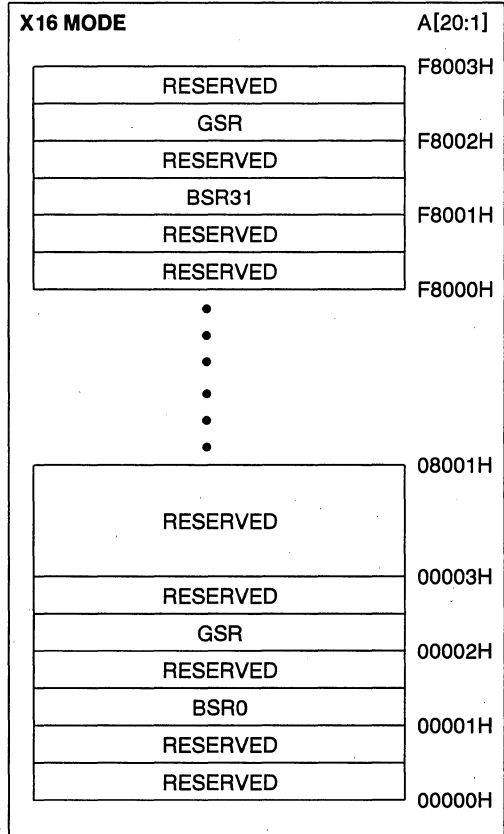 X16 MODE A[20:1]
F8003H
RESERVED
GSR
F8002H
RESERVED
BSR31
F8001H
RESERVED
RESERVED
F8000H
08001H
RESERVED
00003H
RESERVED
GSR
00002H
RESERVED
BSR0
00001H
RESERVED
RESERVED
00000H